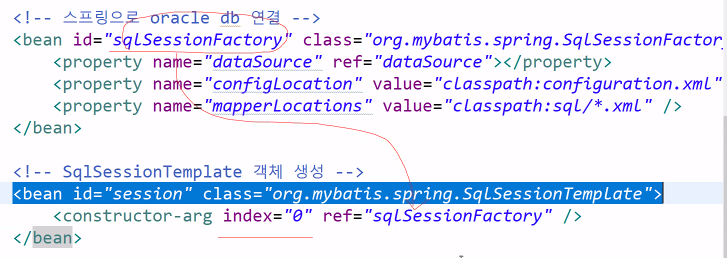 <!-- 스프링으로 oracle db 연결 -->
<bean id="sqlSessionFactory" class="org.mybatis.spring.SqlSessionFactor
<property name="dataSource" ref="dataSource"></property>
<property name="configLocation" value="classpath:configuration.xml"
<property name="mapperLocations" value="classpath:sql/*.xml" />
</bean>
<!-- SqlSessionTemplate 객체 생성 -->
<bean id="session" class="org.mybatis.spring.SqlSessionTemplate">
<constructor-arg index="0" ref="sqlSessionFactory" />
</bean>